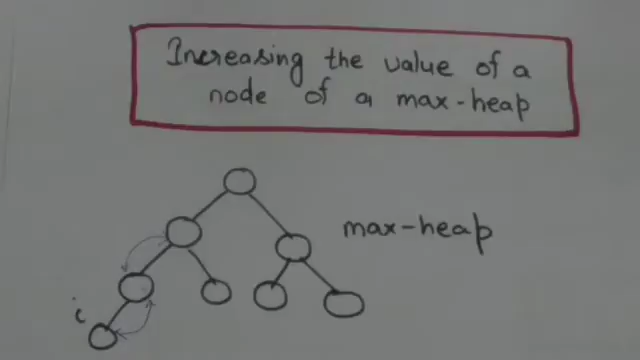 Increasing the value of a
node of a max-heap
max-heap
i